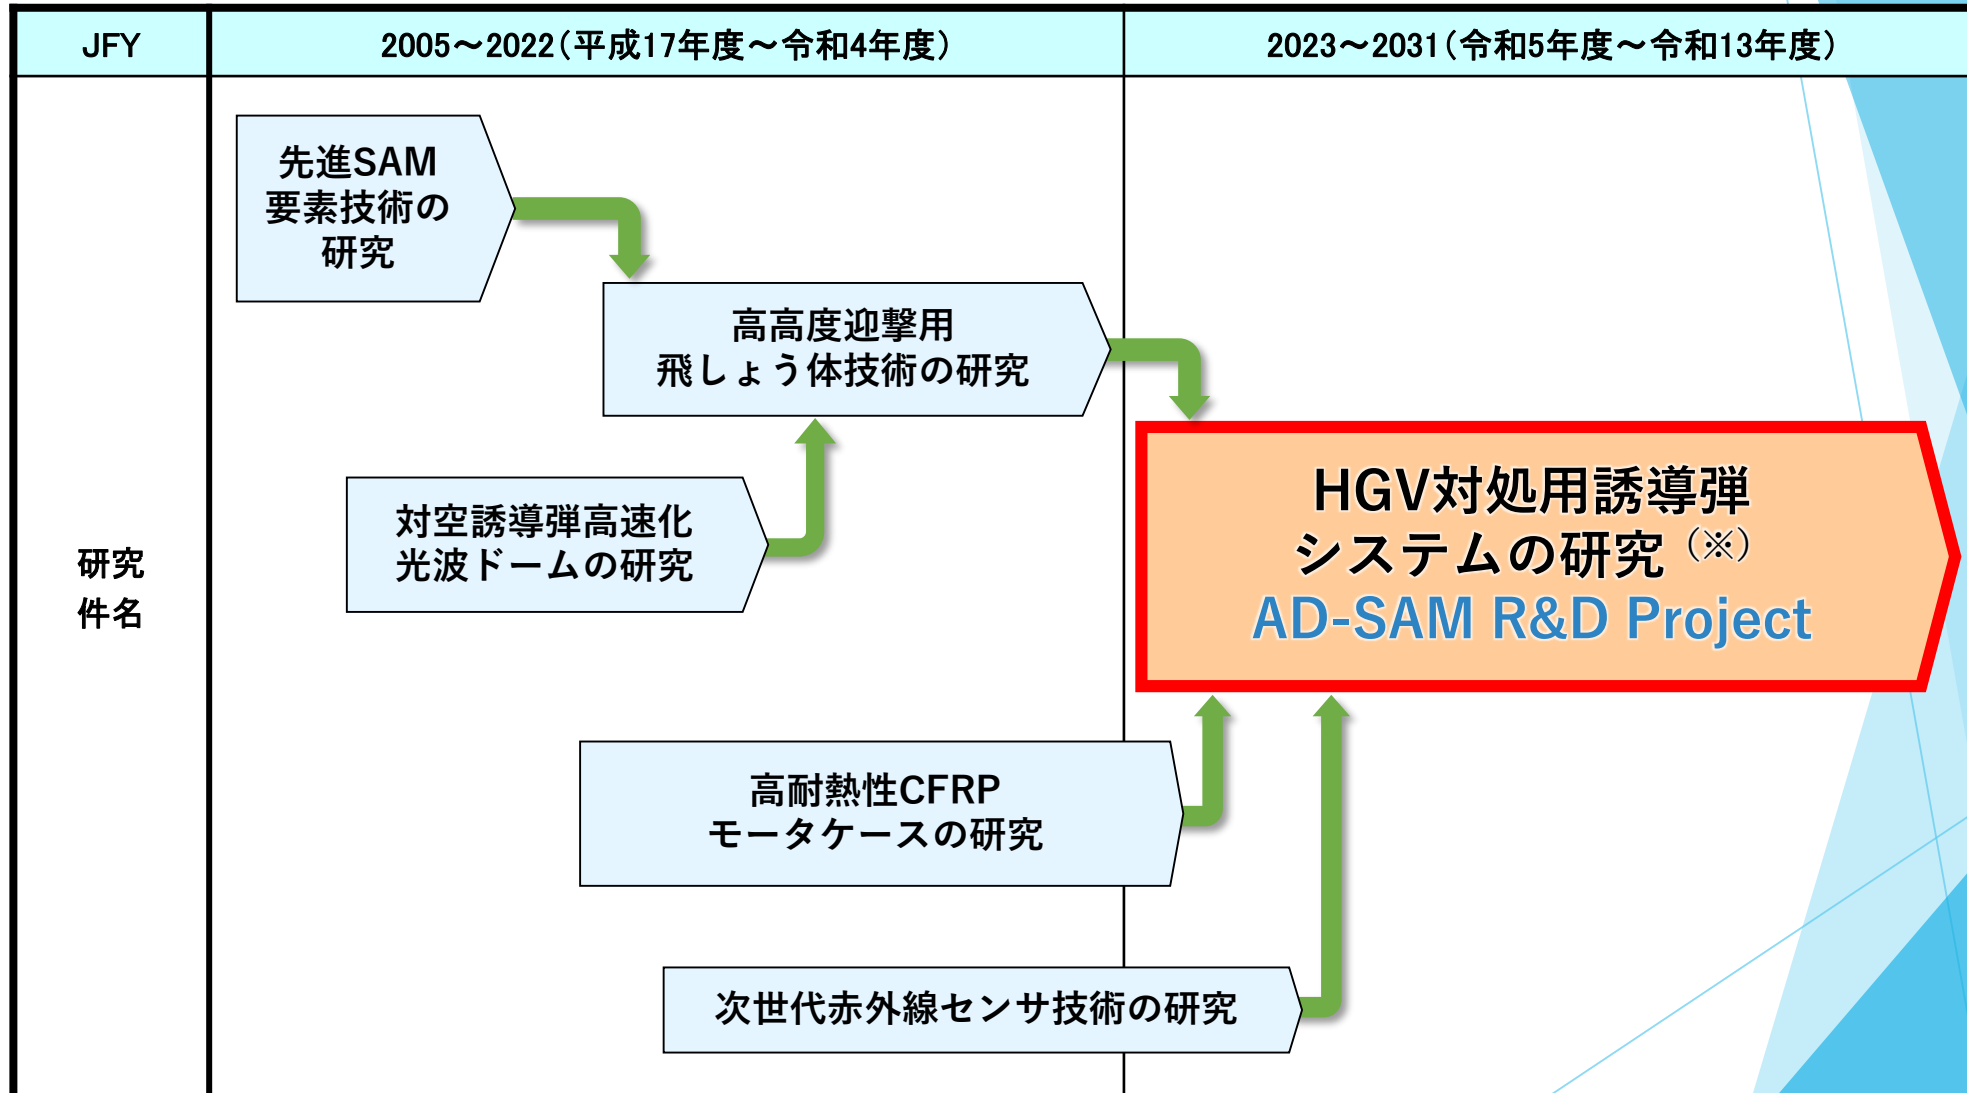 JFY
2005～2022(平成17年度～令和4年度)
2023～2031(令和5年度～令和13年度)
研究
件名
先進SAM
要素技術の
研究
高高度迎撃用
飛しょう体技術の研究
対空誘導弾高速化
光波ドームの研究
HGV対処用誘導弾
システムの研究（※）
AD-SAM R&D Project
高耐熱性CFRP
モータケースの研究
次世代赤外線センサ技術の研究